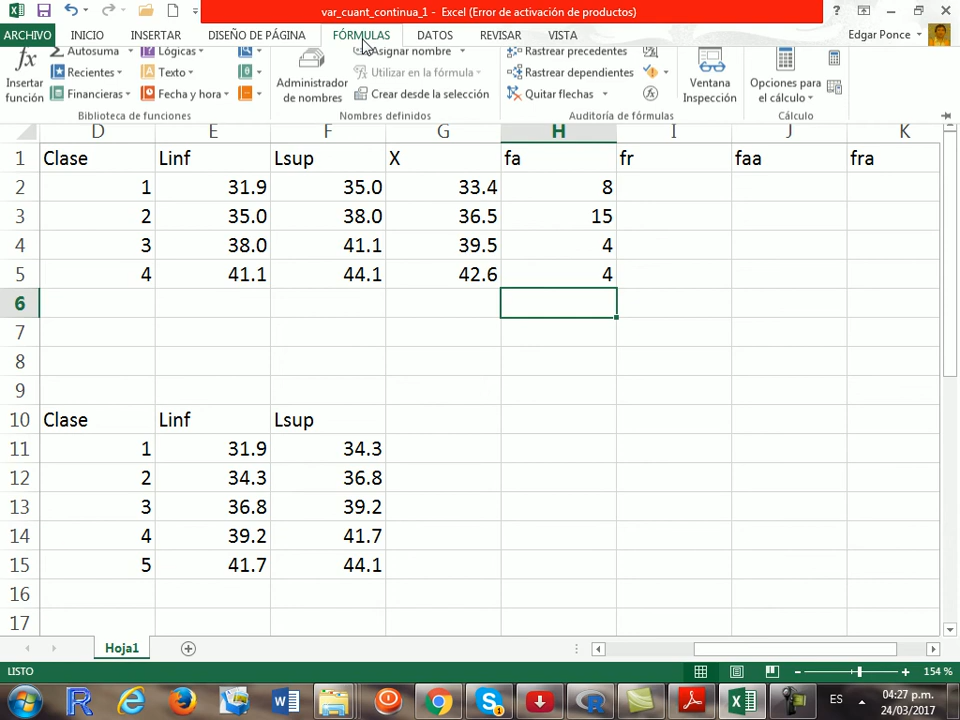 var_cuant_continua_1 - Excel (Error de activación de productos)
ARCHIVO INICIO INSERTAR DISEÑO DE PÁGINA FÓRMULAS DATOS REVISAR VISTA Edgar Ponce
Insertar función
Autosuma
Recientes
Financieras
Lógicas
Texto
Fecha y hora
Biblioteca de funciones
Administrador de nombres
Asignar nombre
Utilizar en la fórmula
Crear desde la selección
Nombres definidos
Rastrear precedentes
Rastrear dependientes
Quitar flechas
Auditoría de fórmulas
Ventana Inspección
Opciones para el cálculo
Cálculo
D E F G H I J K
1 Clase Linf Lsup X fa fr faa fra
2 1 31.9 35.0 33.4 8
3 2 35.0 38.0 36.5 15
4 3 38.0 41.1 39.5 4
5 4 41.1 44.1 42.6 4
6
7
8
9
10 Clase Linf Lsup
11 1 31.9 34.3
12 2 34.3 36.8
13 3 36.8 39.2
14 4 39.2 41.7
15 5 41.7 44.1
16
17
Hoja1
LISTO 154 %
ES 04:27 p.m.
24/03/2017